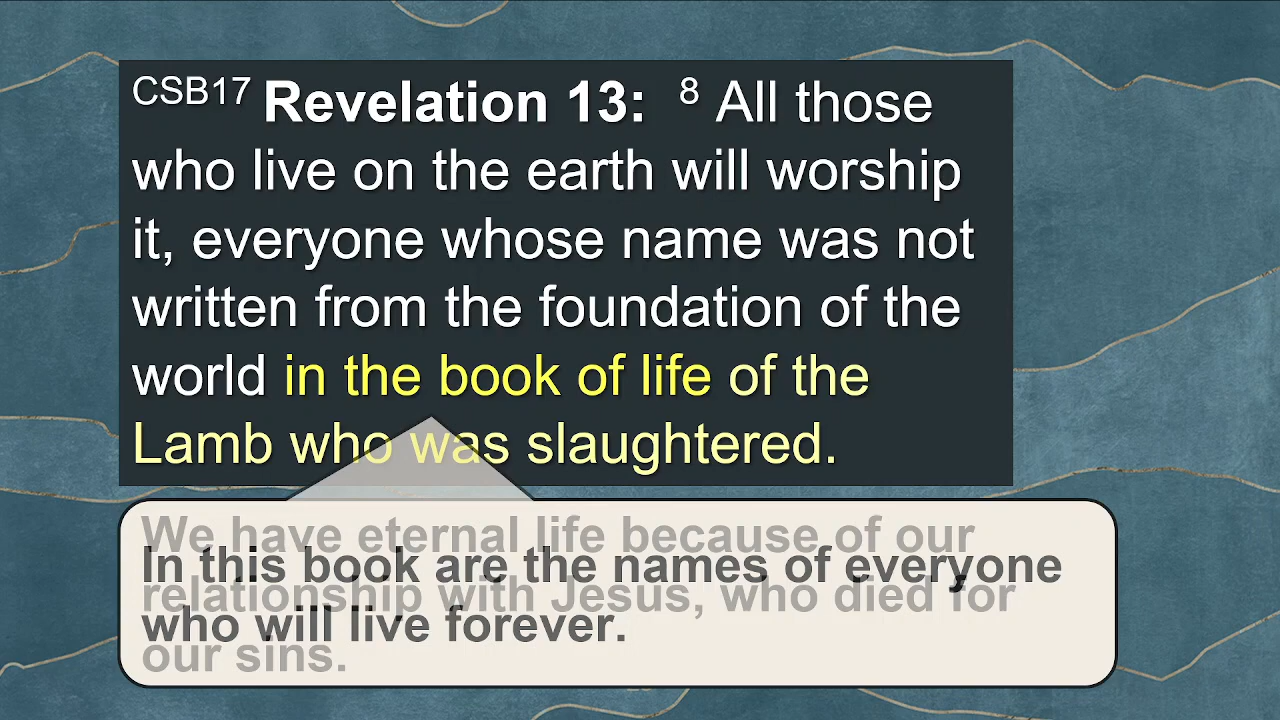 CSB17 Revelation 13: 8 All those
who live on the earth will worship
it, everyone whose name was not
written from the foundation of the
world in the book of life of the
Lamb who was slaughtered.
We have eternal life because of our
In this book are the names of everyone
relationship with Jesus, who died for
who will live forever.
our sins.